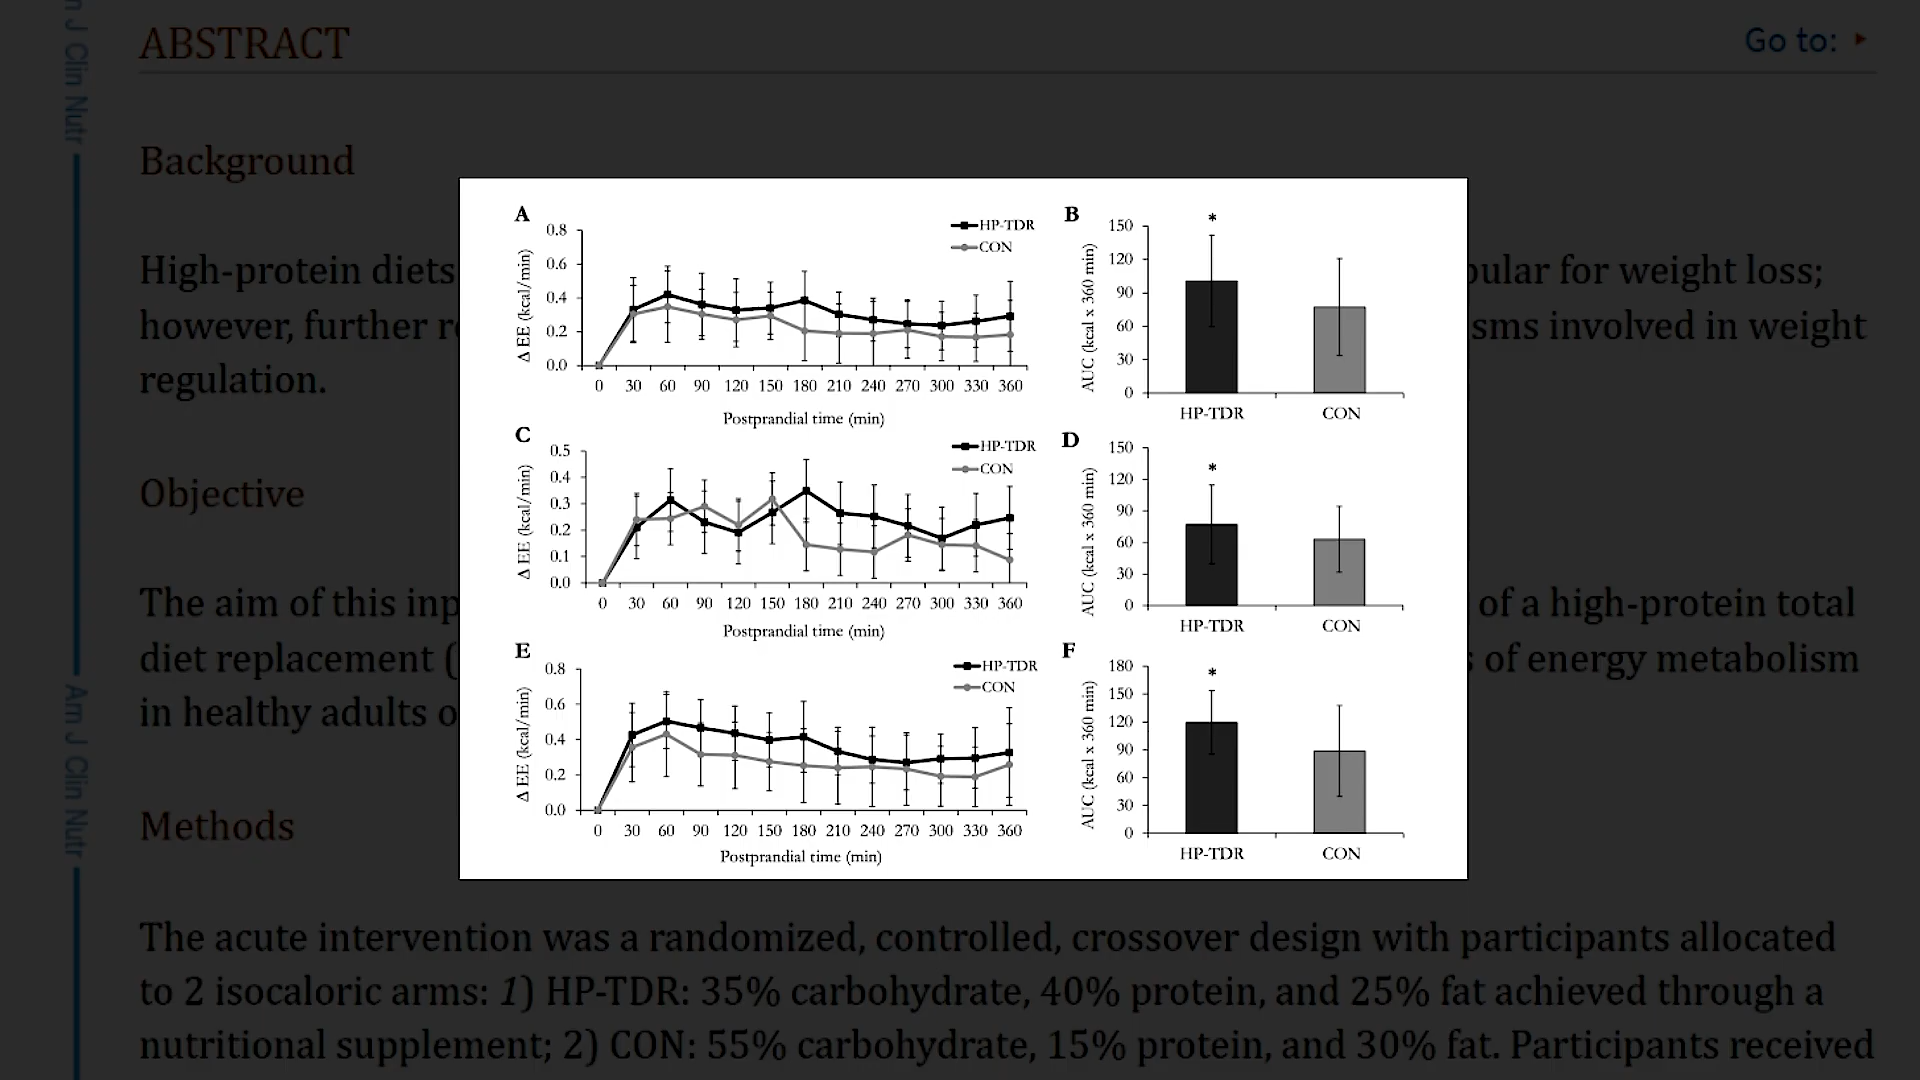 ABSTRACT
Go to:
n J Clin Nutr
Background
High-protein diets
pular for weight loss;
however, further r
sms involved in weight
regulation.
Objective
The aim of this inp
of a high-protein total
diet replacement (
s of energy metabolism
in healthy adults o
Am J Clin Nutr
Methods
The acute intervention was a randomized, controlled, crossover design with participants allocated
to 2 isocaloric arms: 1) HP-TDR: 35% carbohydrate, 40% protein, and 25% fat achieved through a
nutritional supplement; 2) CON: 55% carbohydrate, 15% protein, and 30% fat. Participants received
A
HP-TDR
CON
Δ EE (kcal/min)
0.8
0.6
0.4
0.2
0.0
0 30 60 90 120 150 180 210 240 270 300 330 360
Postprandial time (min)
B
*
AUC (kcal x 360 min)
150
120
90
60
30
0
HP-TDR CON
C
HP-TDR
CON
Δ EE (kcal/min)
0.5
0.4
0.3
0.2
0.1
0.0
0 30 60 90 120 150 180 210 240 270 300 330 360
Postprandial time (min)
D
*
AUC (kcal x 360 min)
150
120
90
60
30
0
HP-TDR CON
E
HP-TDR
CON
Δ EE (kcal/min)
0.8
0.6
0.4
0.2
0.0
0 30 60 90 120 150 180 210 240 270 300 330 360
Postprandial time (min)
F
*
AUC (kcal x 360 min)
180
150
120
90
60
30
0
HP-TDR CON